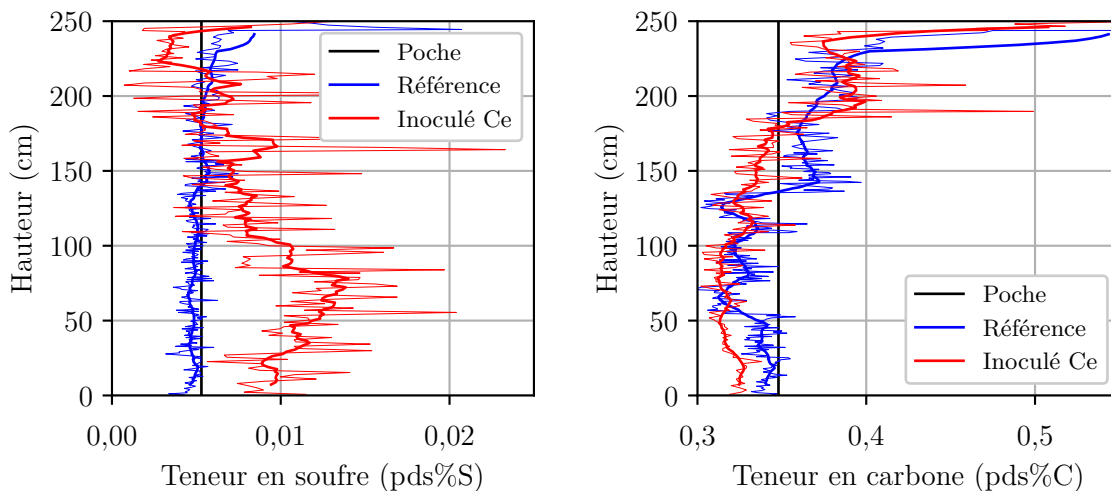 250
200
150
100
50
0
Hauteur (cm)
0,00
0,01
0,02
Teneur en soufre (pds%S)
Poche
Référence
Inoculé Ce
250
200
150
100
50
0
Hauteur (cm)
0,3
0,4
0,5
Teneur en carbone (pds%C)
Poche
Référence
Inoculé Ce